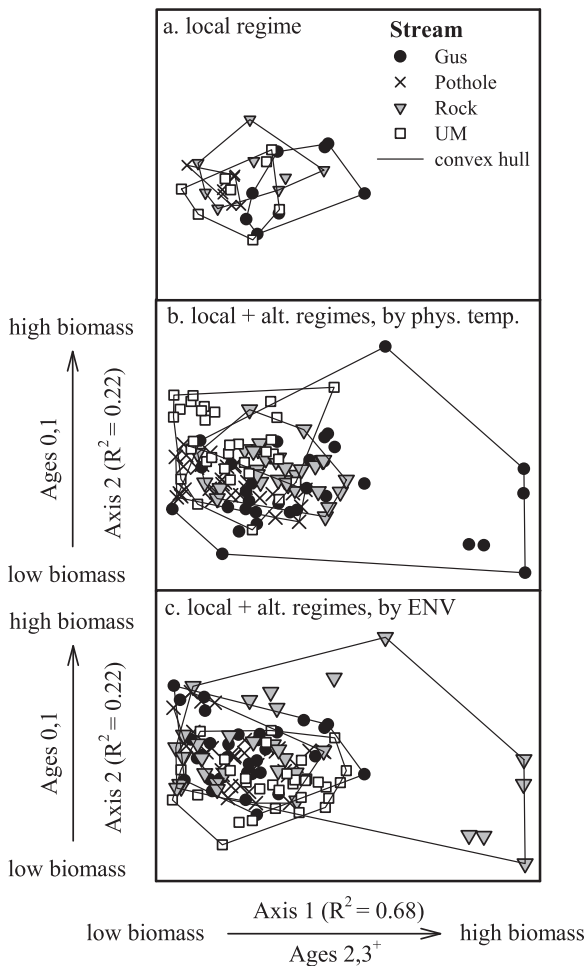 a. local regime
Stream
Gus
Pothole
Rock
UM
convex hull
b. local + alt. regimes, by phys. temp.
high biomass
Ages 0,1
Axis 2 (R² = 0.22)
low biomass
c. local + alt. regimes, by ENV
high biomass
Ages 0,1
Axis 2 (R² = 0.22)
low biomass
Axis 1 (R² = 0.68)
low biomass high biomass
Ages 2,3⁺